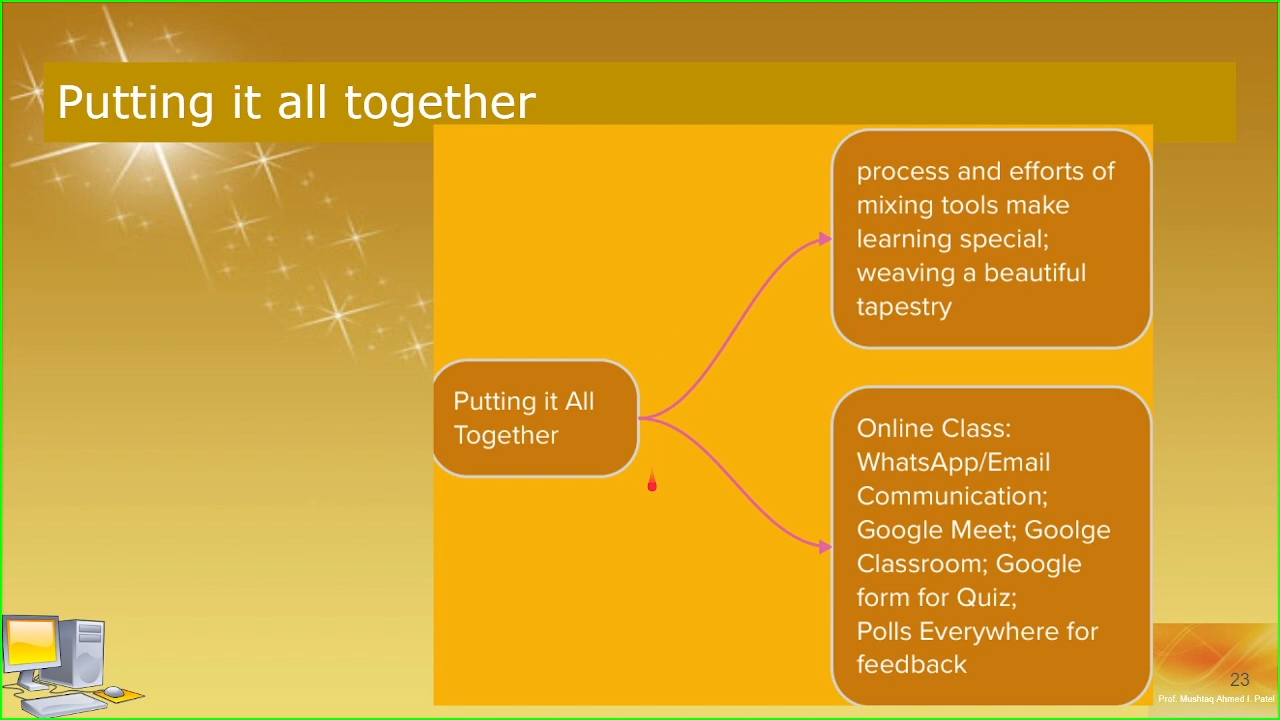 Putting it all together
process and efforts of
mixing tools make
learning special;
weaving a beautiful
tapestry
Putting it All
Together
Online Class:
WhatsApp/Email
Communication;
Google Meet; Goolge
Classroom; Google
form for Quiz;
Polls Everywhere for
feedback
23
Prof. Mushtaq Ahmed I. Patel